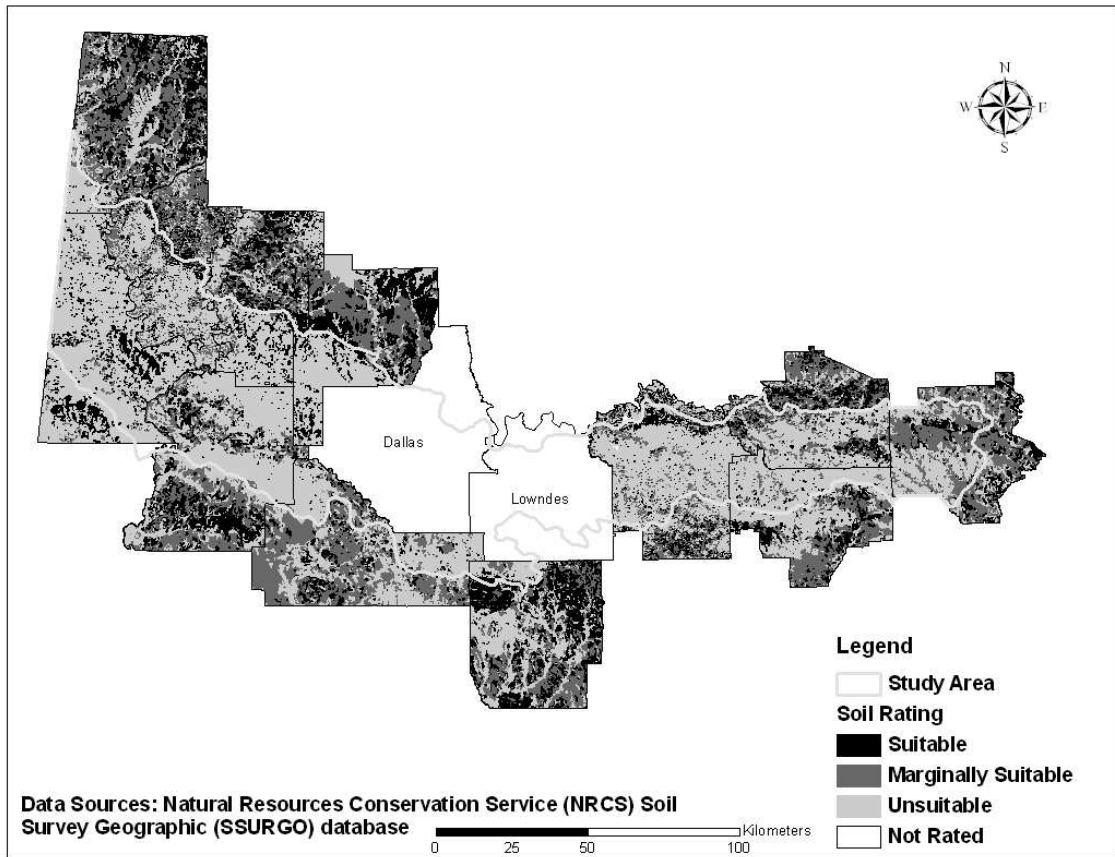 N
W E
S
Dallas
Lowndes
Legend
Study Area
Soil Rating
Suitable
Marginally Suitable
Unsuitable
Not Rated
Data Sources: Natural Resources Conservation Service (NRCS) Soil
Survey Geographic (SSURGO) database
Kilometers
0 25 50 100